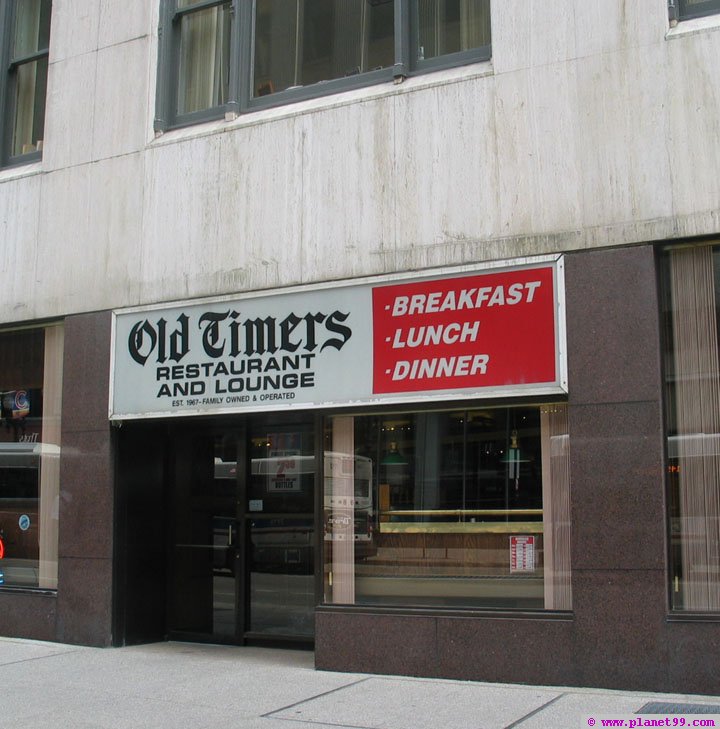 Old Timers
RESTAURANT
AND LOUNGE
EST. 1967-FAMILY OWNED & OPERATED
·BREAKFAST
·LUNCH
·DINNER
© www.planet99.com